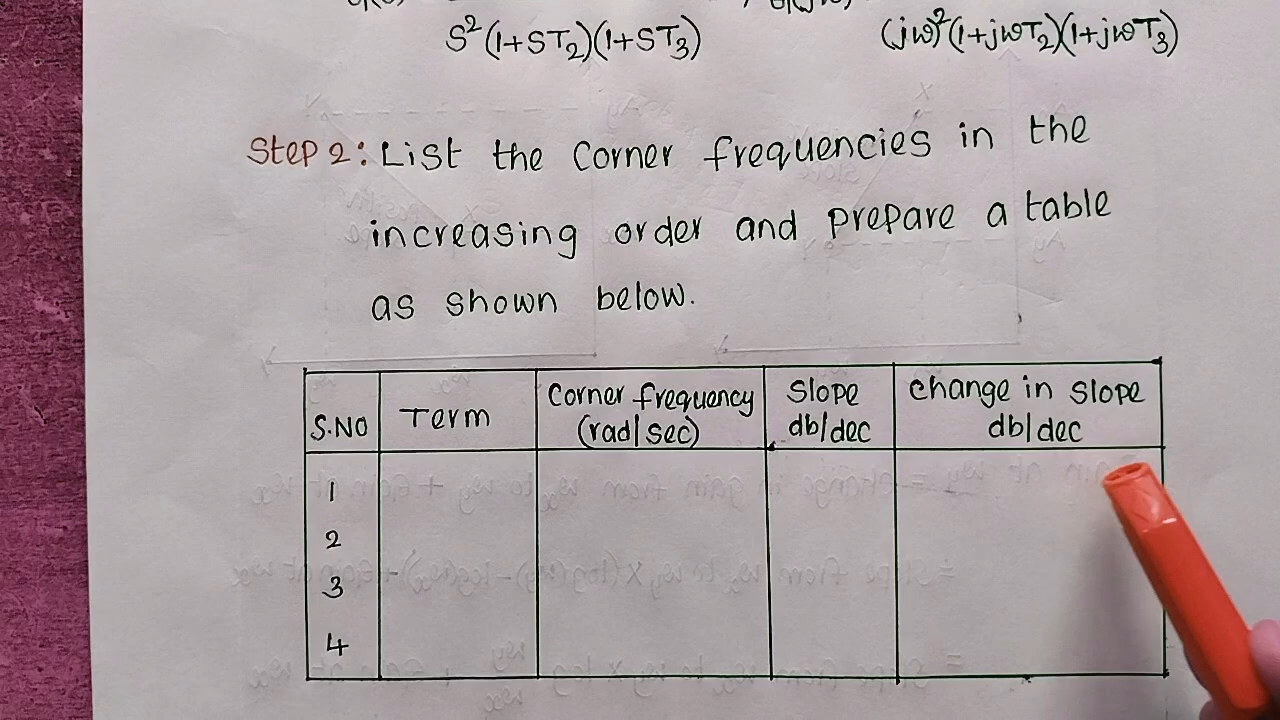 S²(1+ST₂)(1+ST₃) (jω)²(1+jωT₂)(1+jωT₃)
Step 2: List the Corner frequencies in the
increasing order and prepare a table
as shown below.
S.NO Term Corner frequency (rad/sec) Slope db/dec change in slope db/dec
1
2
3
4